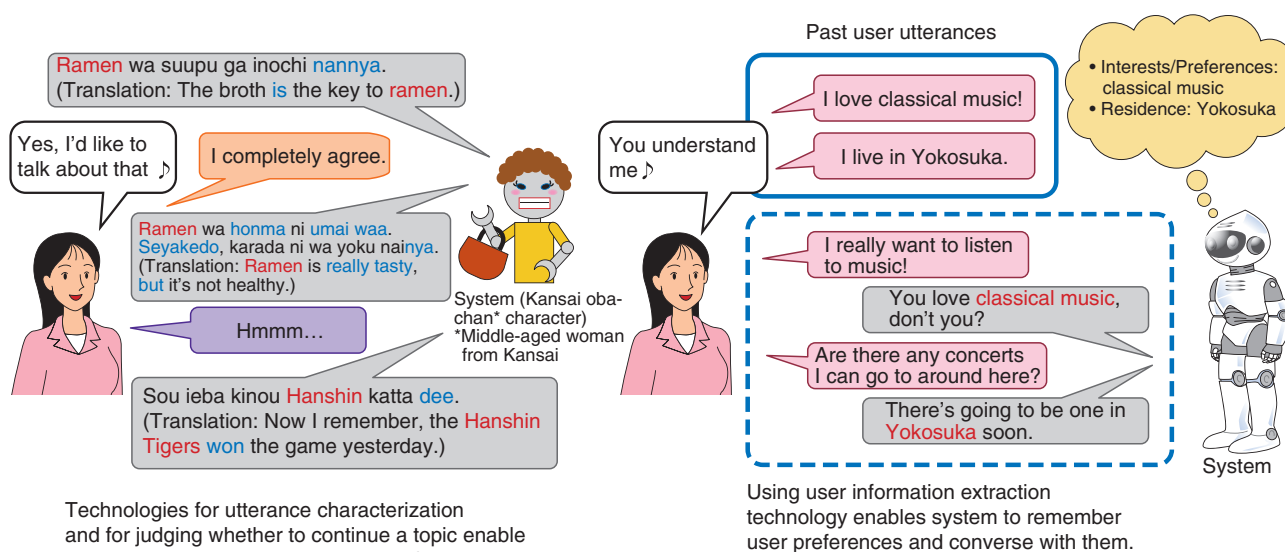 Ramen wa suupu ga inochi nannya.
(Translation: The broth is the key to ramen.)
Yes, I'd like to
talk about that ♪
I completely agree.
Ramen wa honma ni umai waa.
Seyakedo, karada ni wa yoku nainya.
(Translation: Ramen is really tasty,
but it's not healthy.)
Hmmm…
System (Kansai oba-
chan* character)
*Middle-aged woman
from Kansai
Sou ieba kinou Hanshin katta dee.
(Translation: Now I remember, the Hanshin
Tigers won the game yesterday.)
Technologies for utterance characterization
and for judging whether to continue a topic enable
Past user utterances
I love classical music!
I live in Yokosuka.
You understand
me ♪
• Interests/Preferences:
classical music
• Residence: Yokosuka
I really want to listen
to music!
You love classical music,
don't you?
Are there any concerts
I can go to around here?
There's going to be one in
Yokosuka soon.
System
Using user information extraction
technology enables system to remember
user preferences and converse with them.